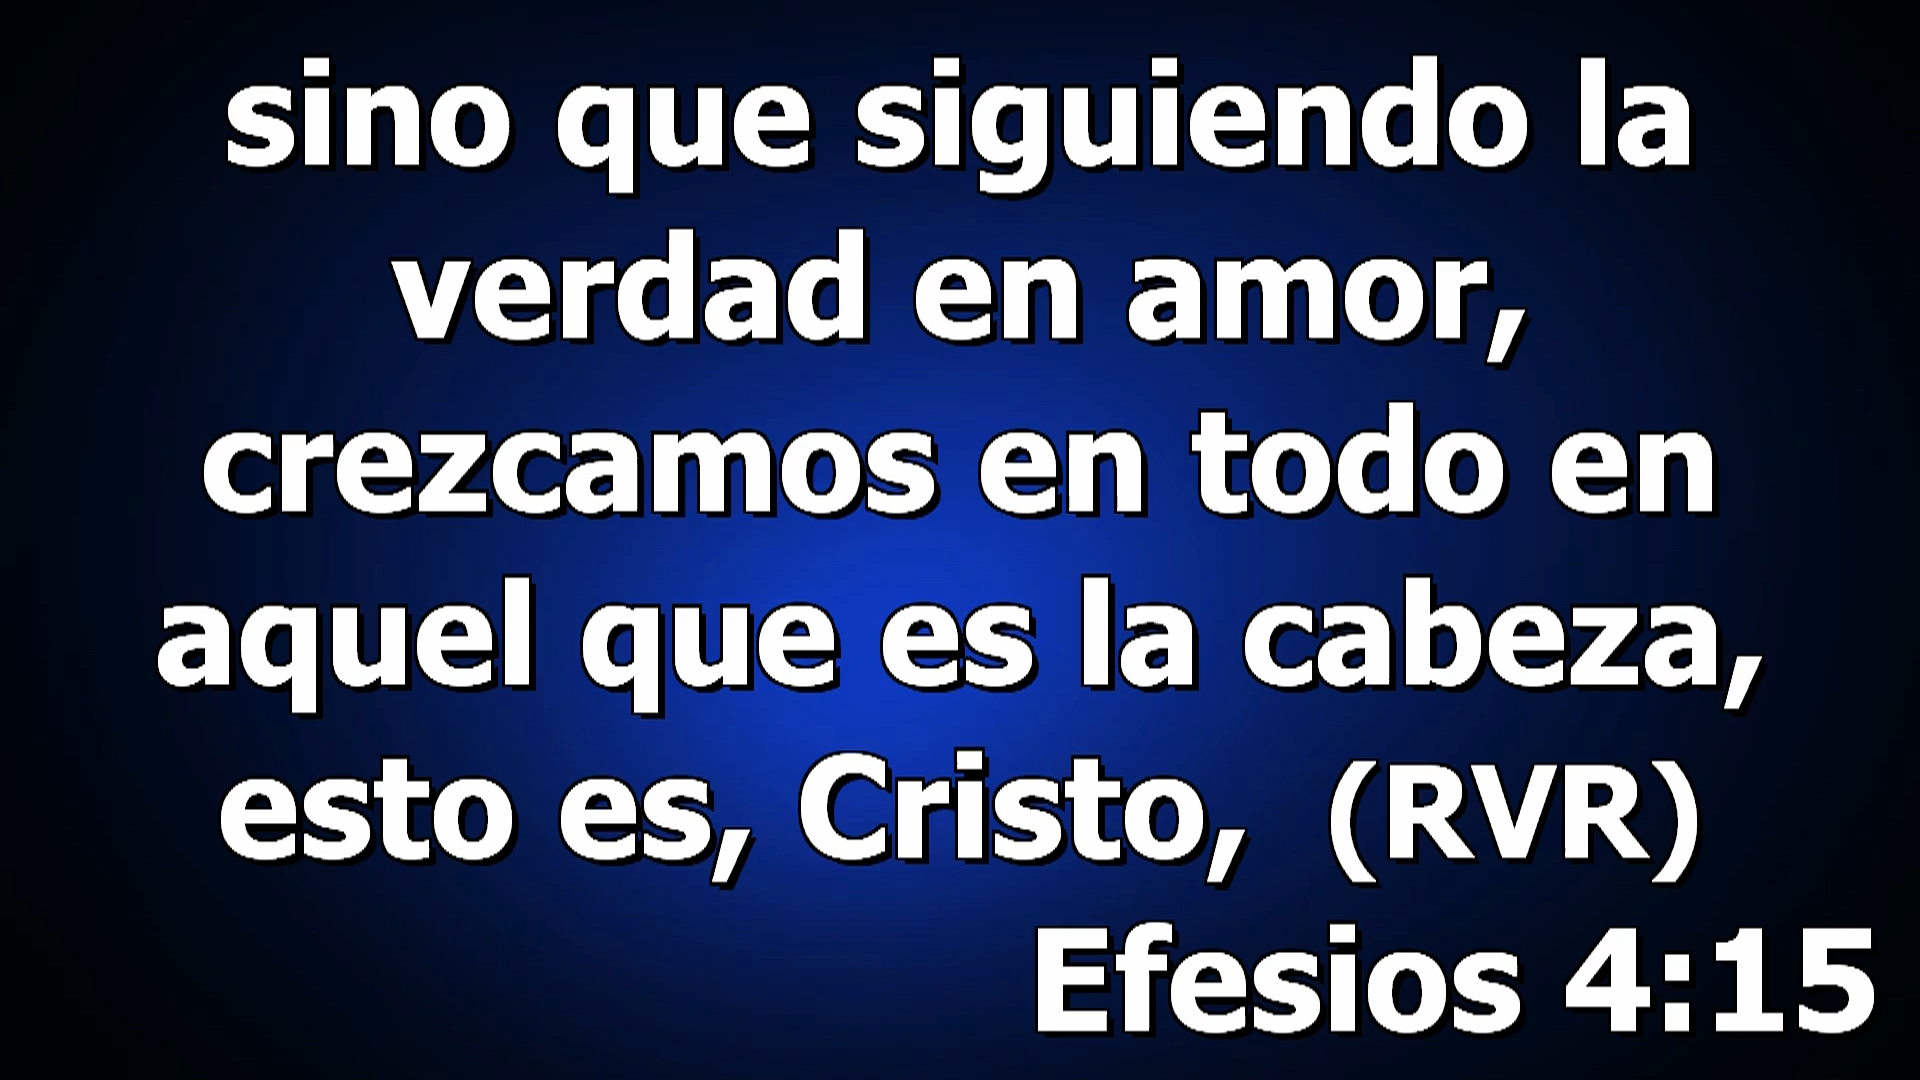 sino que siguiendo la
verdad en amor,
crezcamos en todo en
aquel que es la cabeza,
esto es, Cristo,  (RVR)
Efesios 4:15